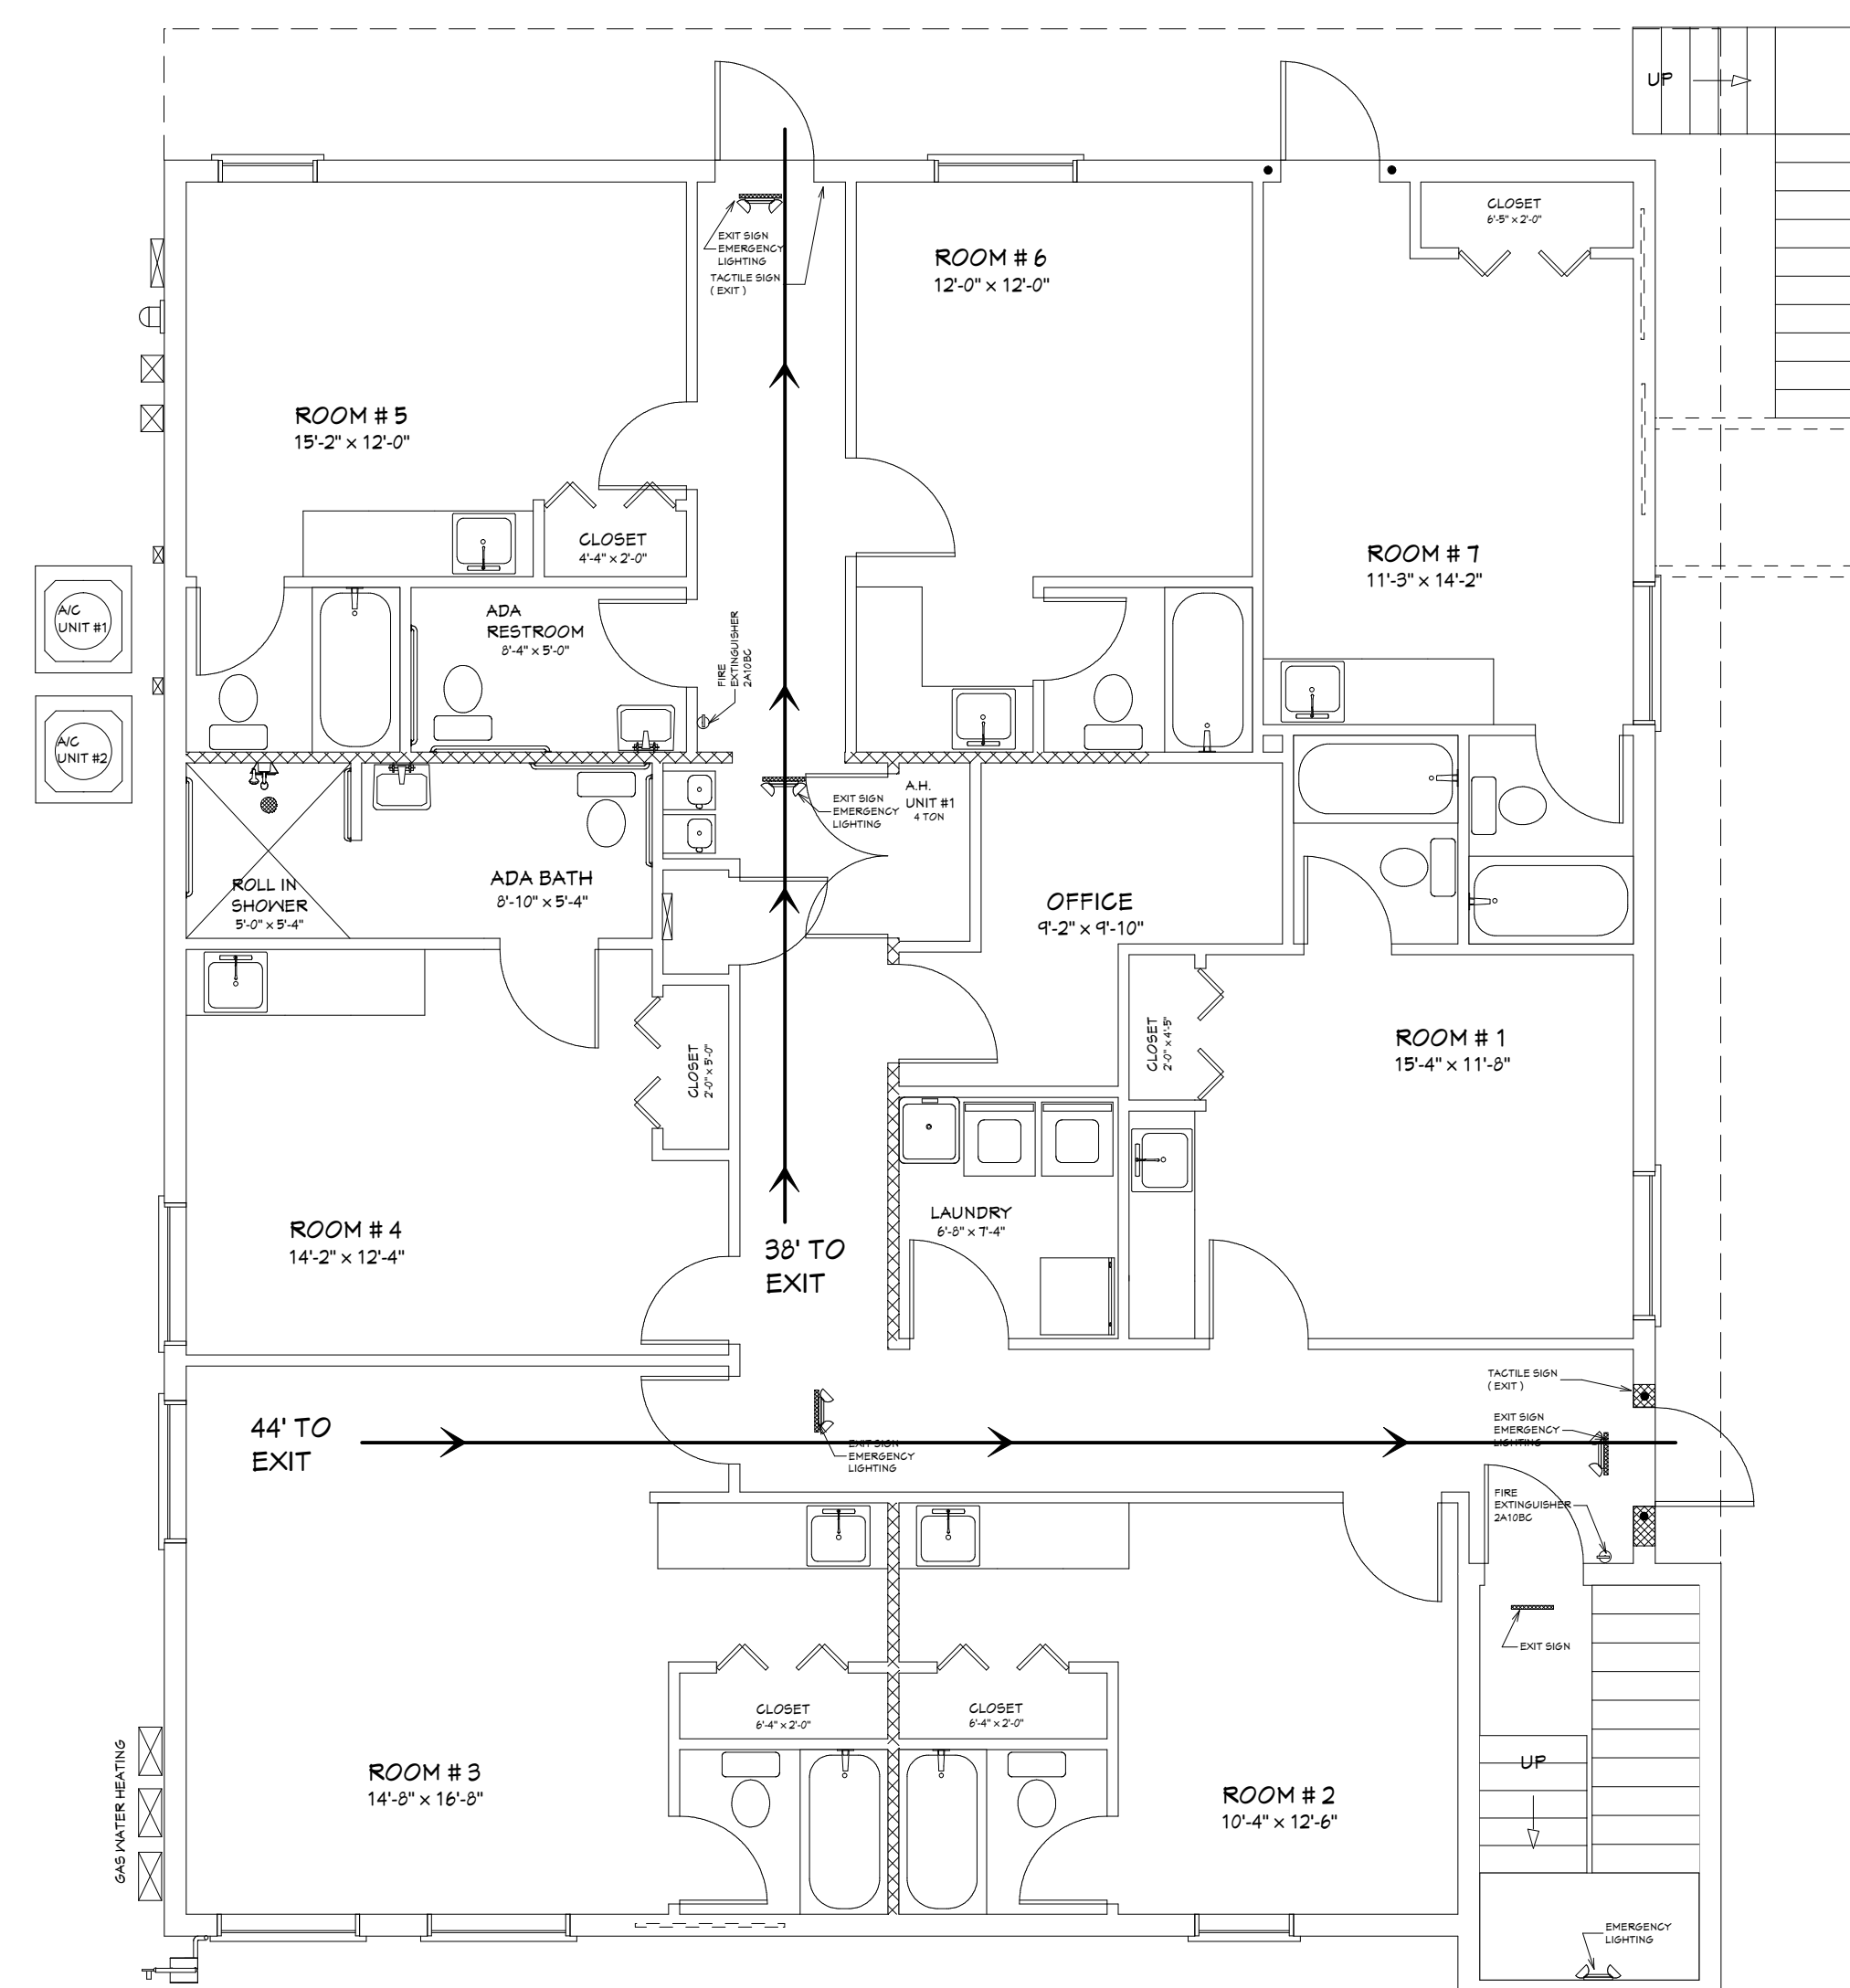 UP
CLOSET
6'-5" x 2'-0"
EXIT SIGN
EMERGENCY
LIGHTING
TACTILE SIGN
( EXIT )
ROOM # 6
12'-0" x 12'-0"
ROOM # 5
15'-2" x 12'-0"
CLOSET
4'-4" x 2'-0"
ROOM # 7
11'-3" x 14'-2"
A/C
UNIT #1
ADA
RESTROOM
8'-4" x 5'-0"
FIRE
EXTINGUISHER
2A10BC
A/C
UNIT #2
EXIT SIGN
EMERGENCY
LIGHTING
A.H.
UNIT #1
4 TON
ROLL IN
SHOWER
5'-0" x 5'-4"
ADA BATH
8'-10" x 5'-4"
OFFICE
9'-2" x 9'-10"
CLOSET
2'-0" x 5'-0"
CLOSET
2'-0" x 4'-5"
ROOM # 1
15'-4" x 11'-8"
LAUNDRY
6'-8" x 7'-4"
ROOM # 4
14'-2" x 12'-4"
38' TO
EXIT
TACTILE SIGN
( EXIT )
44' TO
EXIT
EXIT SIGN
EMERGENCY
LIGHTING
EXIT SIGN
EMERGENCY
LIGHTING
FIRE
EXTINGUISHER
2A10BC
EXIT SIGN
CLOSET
6'-4" x 2'-0"
CLOSET
6'-4" x 2'-0"
UP
GAS WATER HEATING
ROOM # 3
14'-8" x 16'-8"
ROOM # 2
10'-4" x 12'-6"
EMERGENCY
LIGHTING